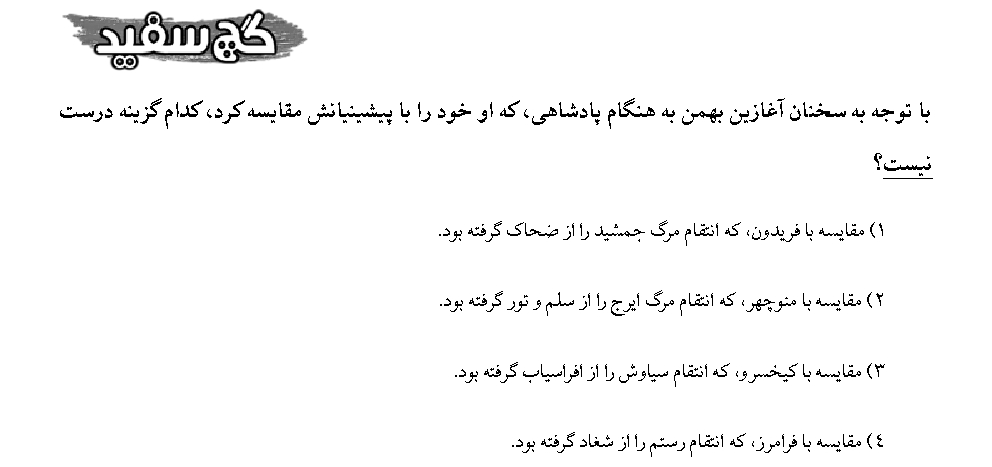 گچ سفید
با توجه به سخنان آغازین بهمن به هنگام پادشاهی، که او خود را با پیشینیانش مقایسه کرد، کدام گزینه درست
نیست؟
۱) مقایسه با فریدون، که انتقام مرگ جمشید را از ضحاک گرفته بود.
۲) مقایسه با منوچهر، که انتقام مرگ ایرج را از سلم و تور گرفته بود.
۳) مقایسه با کیخسرو، که انتقام سیاوش را از افراسیاب گرفته بود.
٤) مقایسه با فرامرز، که انتقام رستم را از شغاد گرفته بود.